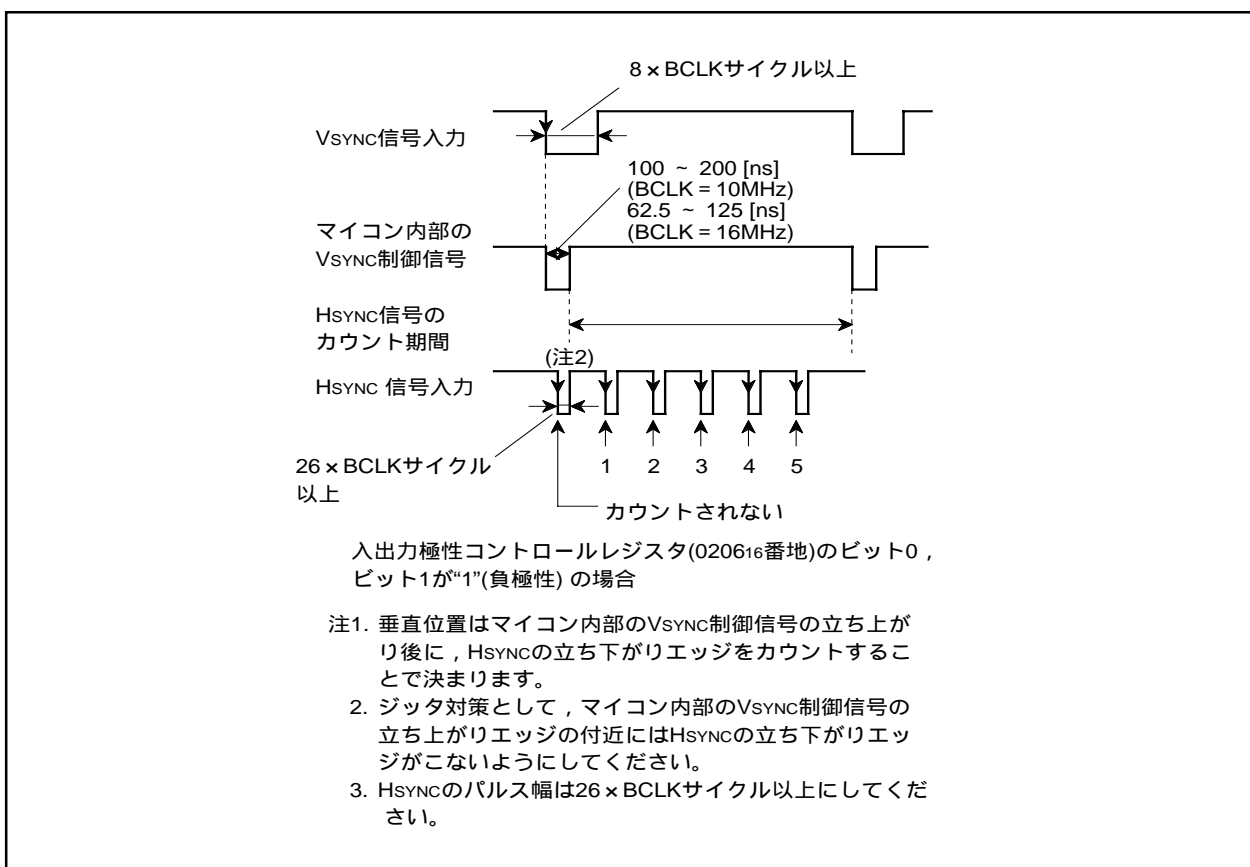 8×BCLKサイクル以上
VSYNC信号入力
100 ~ 200 [ns]
(BCLK = 10MHz)
62.5 ~ 125 [ns]
(BCLK = 16MHz)
マイコン内部の
VSYNC制御信号
HSYNC信号の
カウント期間
(注2)
HSYNC 信号入力
26×BCLKサイクル
以上
1 2 3 4 5
カウントされない
入出力極性コントロールレジスタ(020616番地)のビット0，
ビット1が“1”(負極性) の場合
注1. 垂直位置はマイコン内部のVSYNC制御信号の立ち上が
り後に，HSYNCの立ち下がりエッジをカウントするこ
とで決まります。
2. ジッタ対策として，マイコン内部のVSYNC制御信号の
立ち上がりエッジの付近にはHSYNCの立ち下がりエッ
ジがこないようにしてください。
3. HSYNCのパルス幅は26×BCLKサイクル以上にしてくだ
さい。